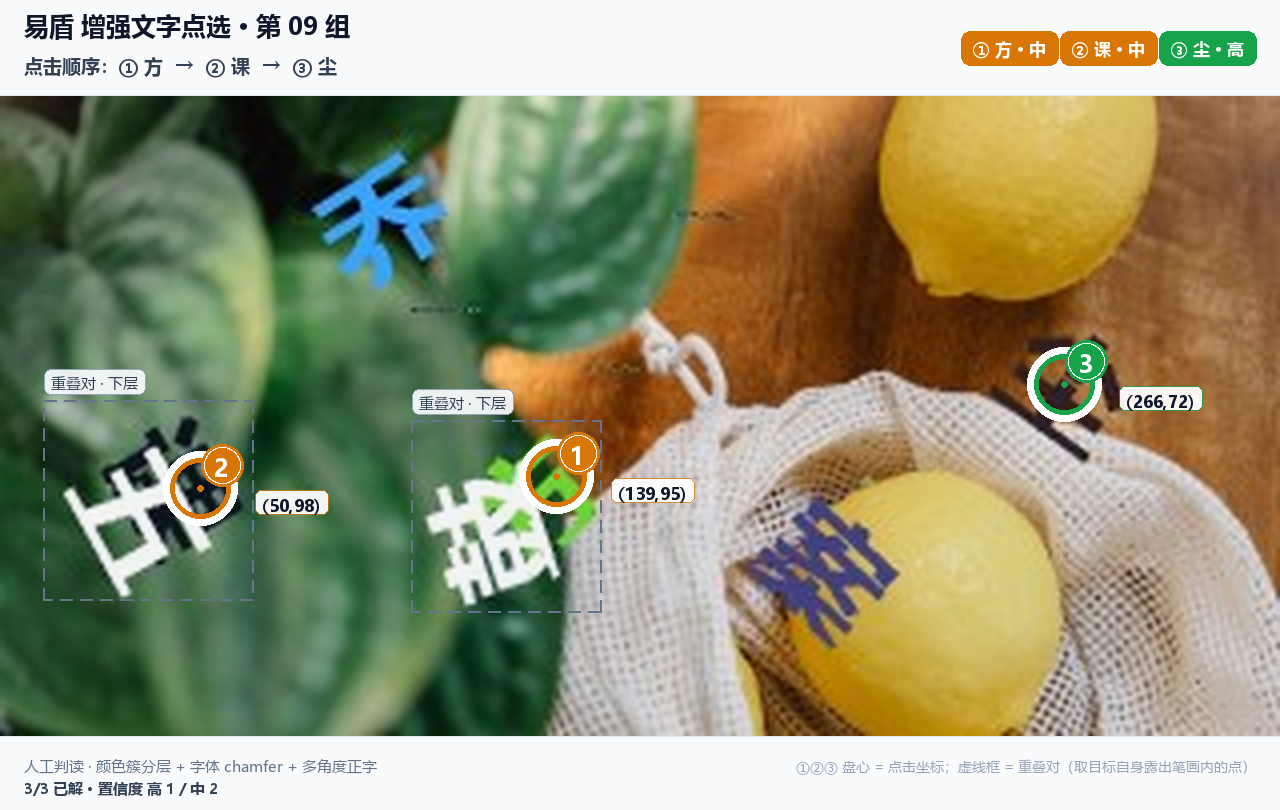 易盾 增强文字点选 • 第 09 组
点击顺序: ① 方 → ② 课 → ③ 尘
① 方 • 中 ② 课 • 中 ③ 尘 • 高
乔
3
重叠对 · 下层
(266,72)
重叠对 · 下层
1
2
(139,95)
(50,98)
人工判读 · 颜色簇分层 + 字体 chamfer + 多角度正字
①②③ 盘心 = 点击坐标；虚线框 = 重叠对（取目标自身露出笔画内的点）
3/3 已解 • 置信度 高 1 / 中 2